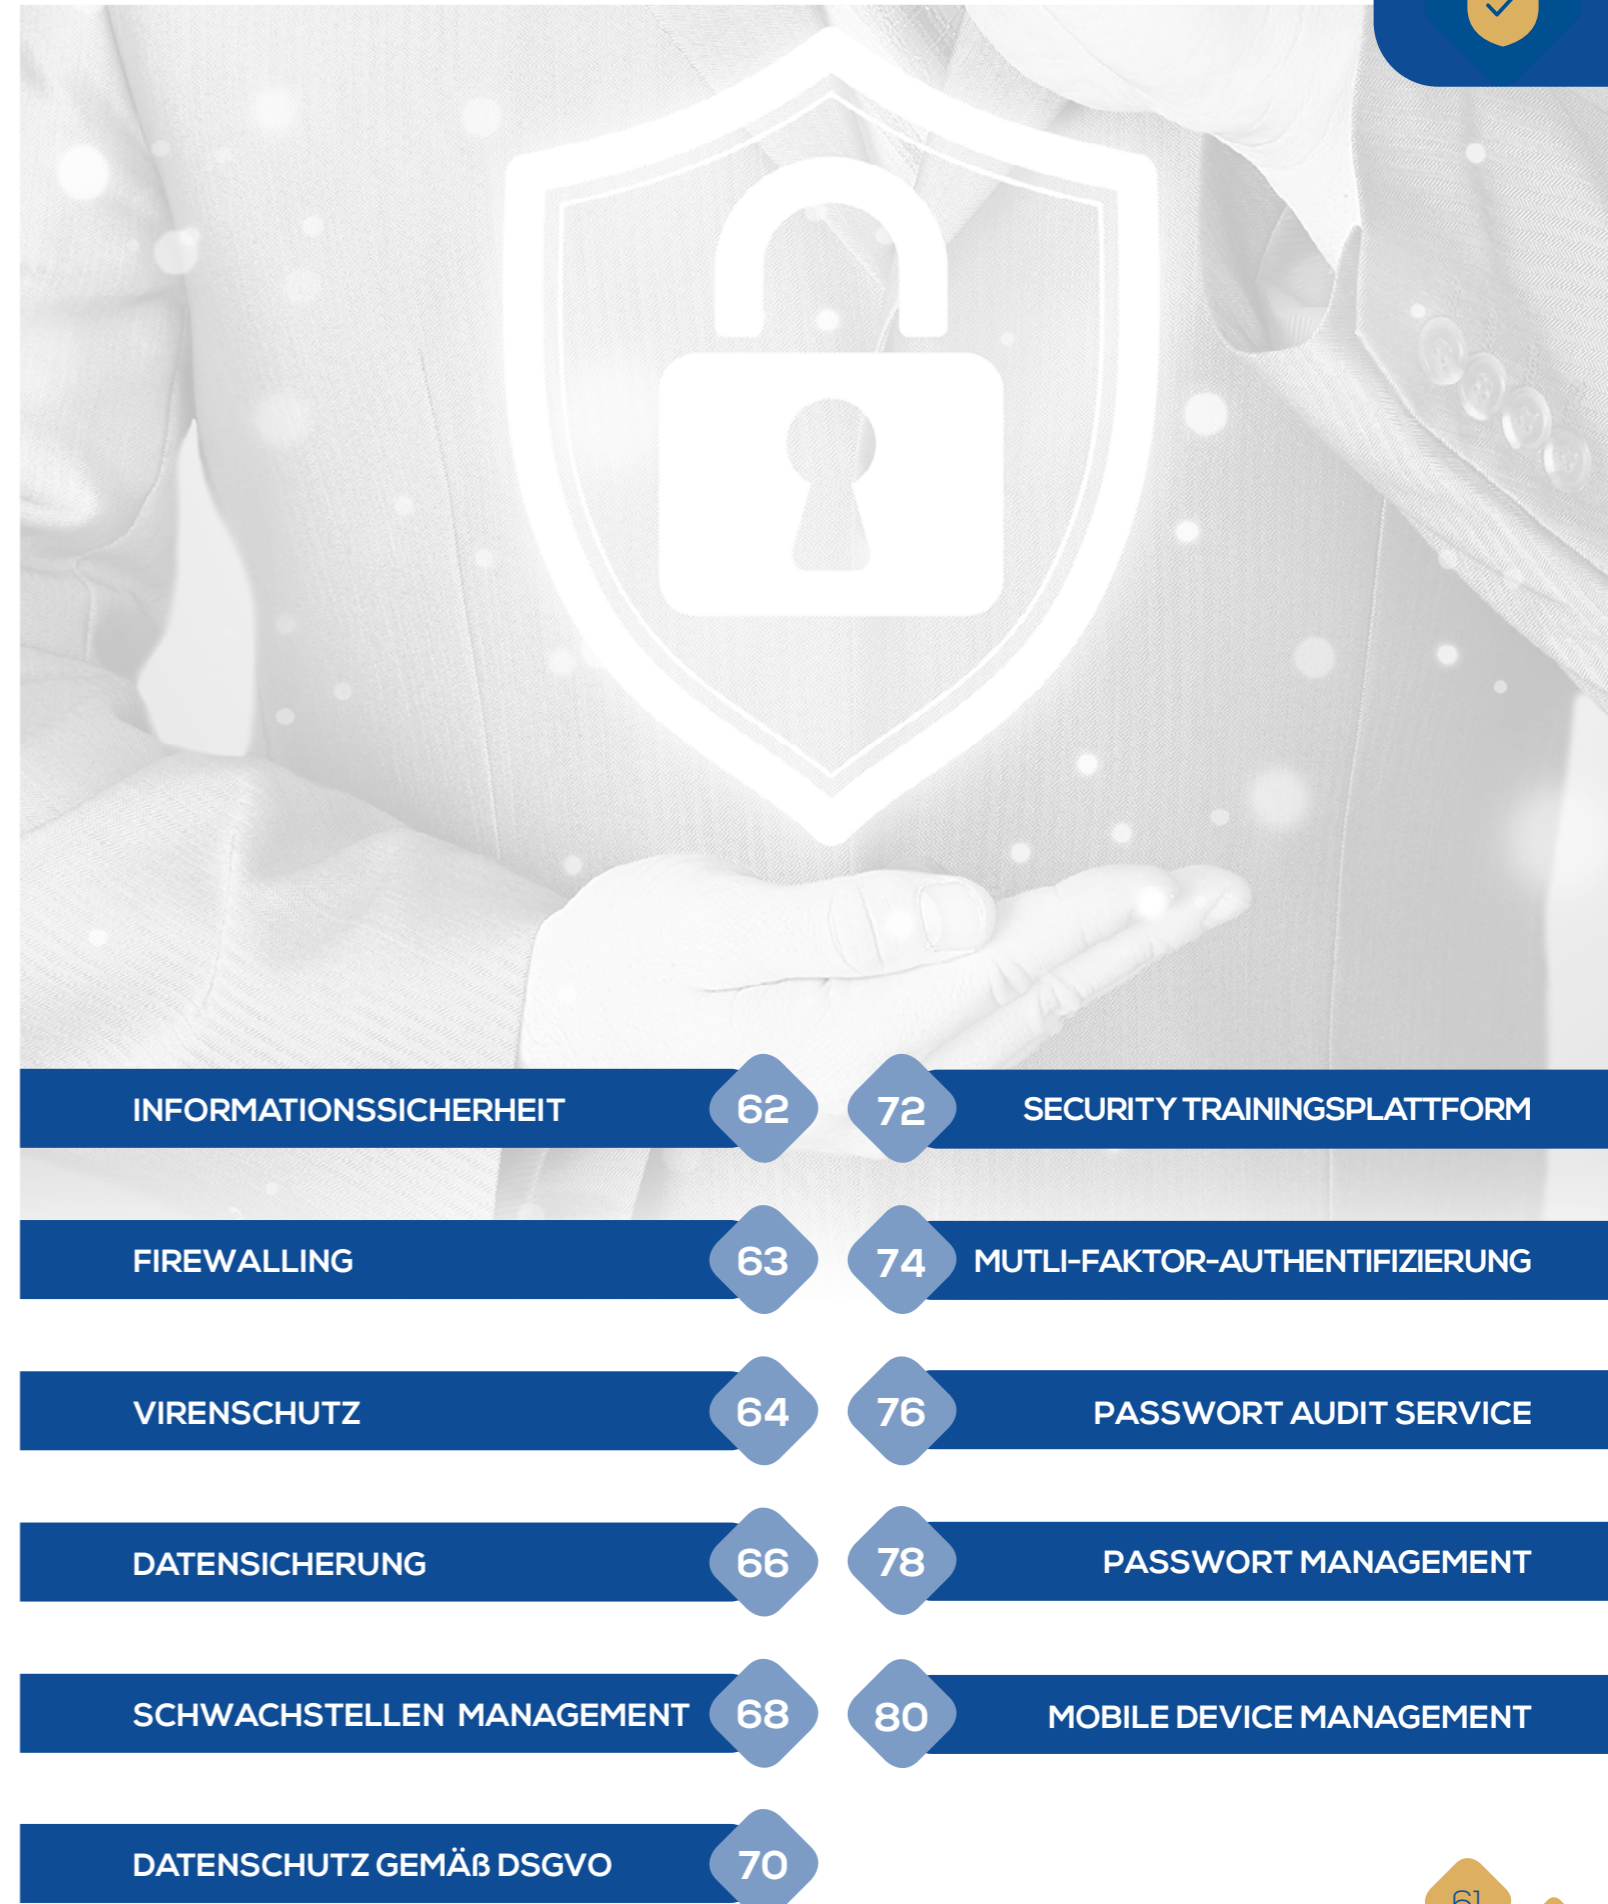 INFORMATIONSSICHERHEIT 62
72 SECURITY TRAININGSPLATTFORM
FIREWALLING 63
74 MUTLI-FAKTOR-AUTHENTIFIZIERUNG
VIRENSCHUTZ 64
76 PASSWORT AUDIT SERVICE
DATENSICHERUNG 66
78 PASSWORT MANAGEMENT
SCHWACHSTELLEN MANAGEMENT 68
80 MOBILE DEVICE MANAGEMENT
DATENSCHUTZ GEMÄß DSGVO 70
61